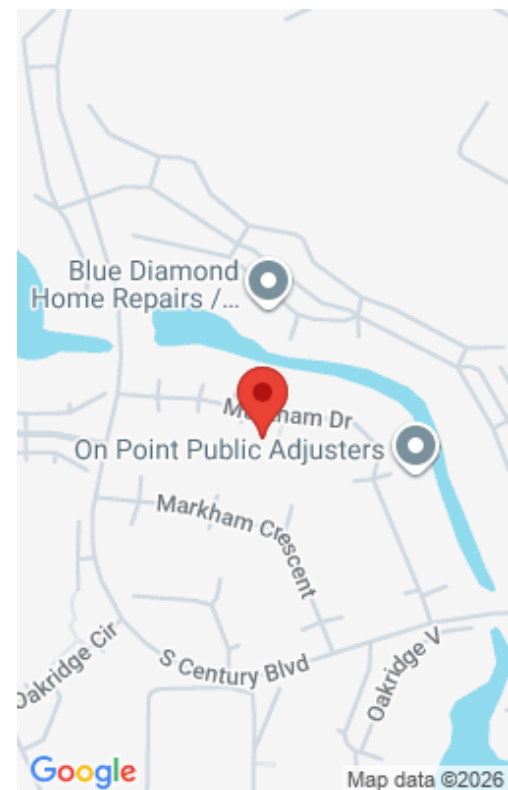 Blue Diamond
Home Repairs /...
Markham Dr
On Point Public Adjusters
Markham Crescent
Oakridge Cir
S Century Blvd
Oakridge V
Google
Map data ©2026